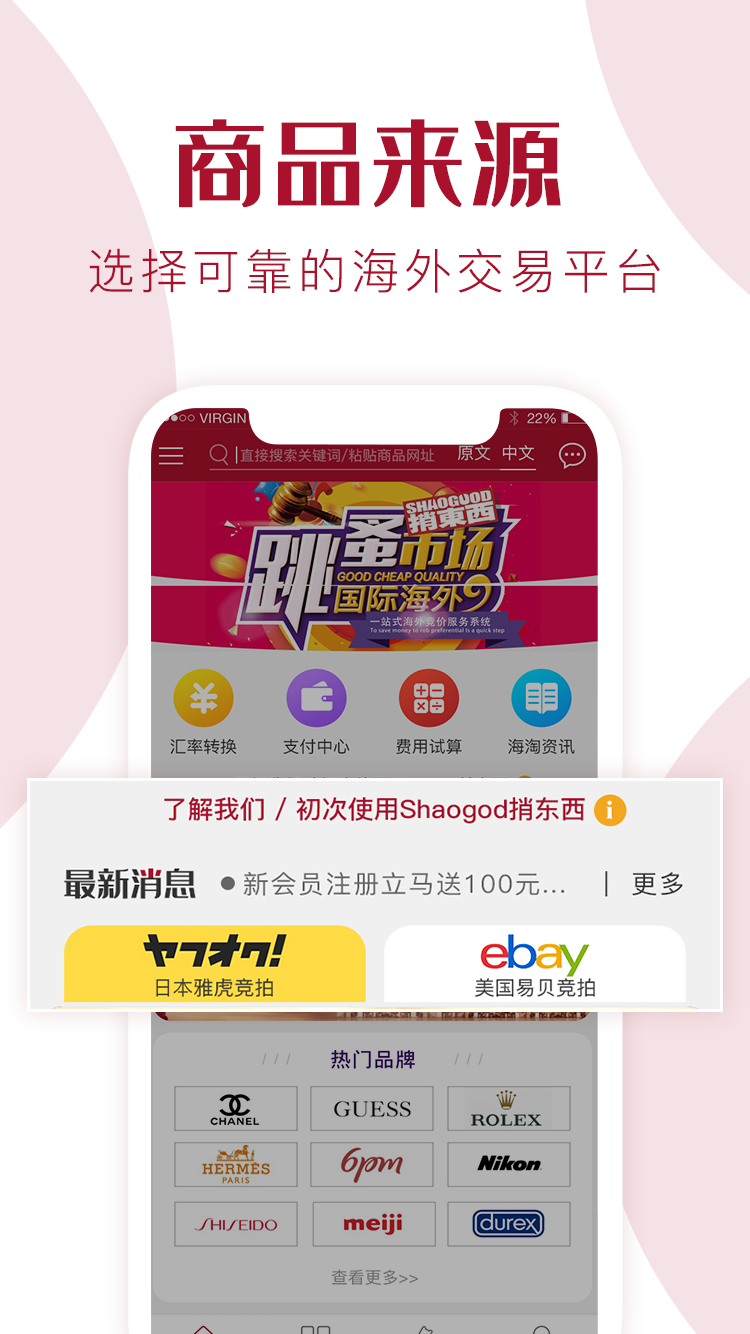 商品来源
选择可靠的海外交易平台
VIRGIN 22%
直接搜索关键词/粘贴商品网址 原文 中文
SHAOGOOD
捎東西
跳蚤市场
GOOD CHEAP QUALITY
国际海外
一站式海外竞价服务系统
To save money to rob preferential Is a quick step
汇率转换 支付中心 费用试算 海淘资讯
了解我们 / 初次使用Shaogod捎东西 i
最新消息 ●新会员注册立马送100元... | 更多
ヤフオク! ebay
日本雅虎竞拍 美国易贝竞拍
/ / / 热门品牌 / / /
CHANEL GUESS ROLEX
HERMÈS
PARIS
6pm Nikon
SHISEIDO meiji durex
查看更多>>